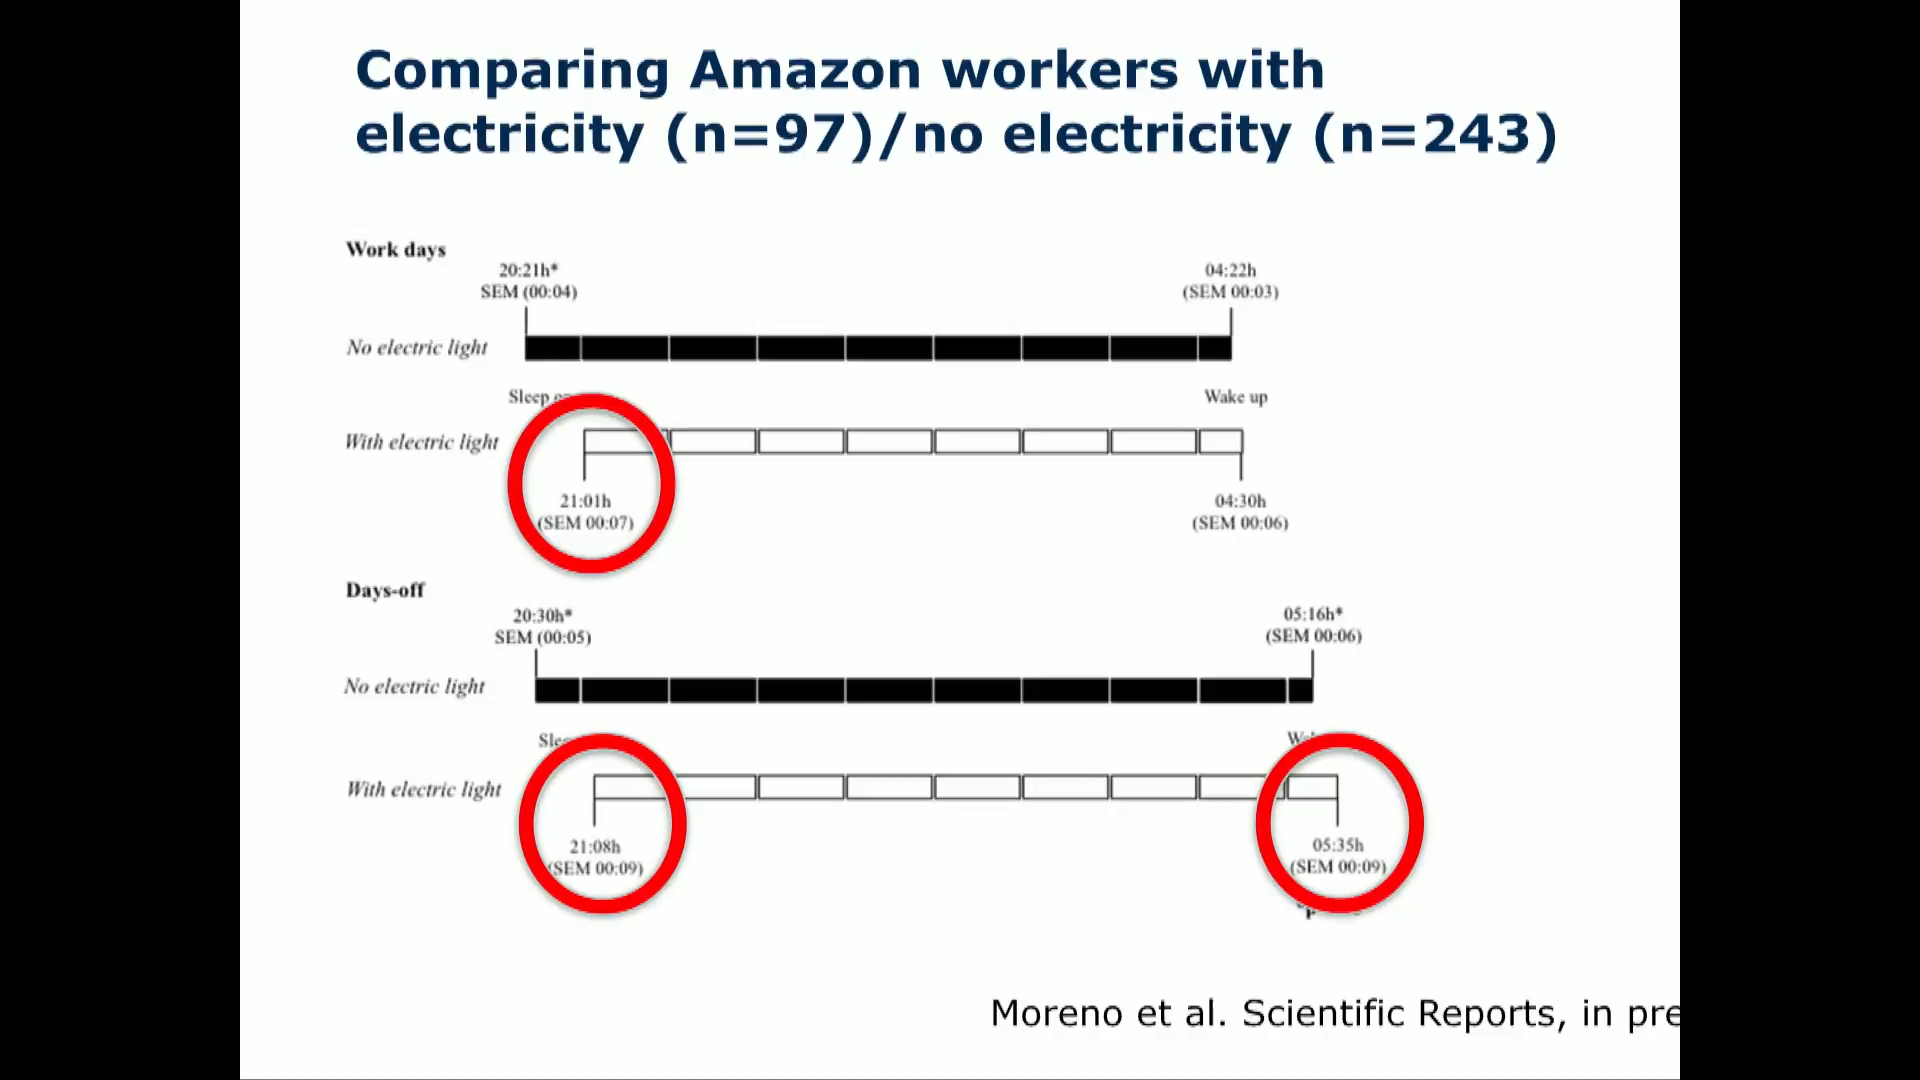 Comparing Amazon workers with
electricity (n=97)/no electricity (n=243)
Work days
20:21h*
SEM (00:04)
04:22h
(SEM 00:03)
No electric light
Sleep
Wake up
With electric light
21:01h
(SEM 00:07)
04:30h
(SEM 00:06)
Days-off
20:30h*
SEM (00:05)
05:16h*
(SEM 00:06)
No electric light
With electric light
21:08h
(SEM 00:09)
05:35h
(SEM 00:09)
Moreno et al. Scientific Reports, in pre